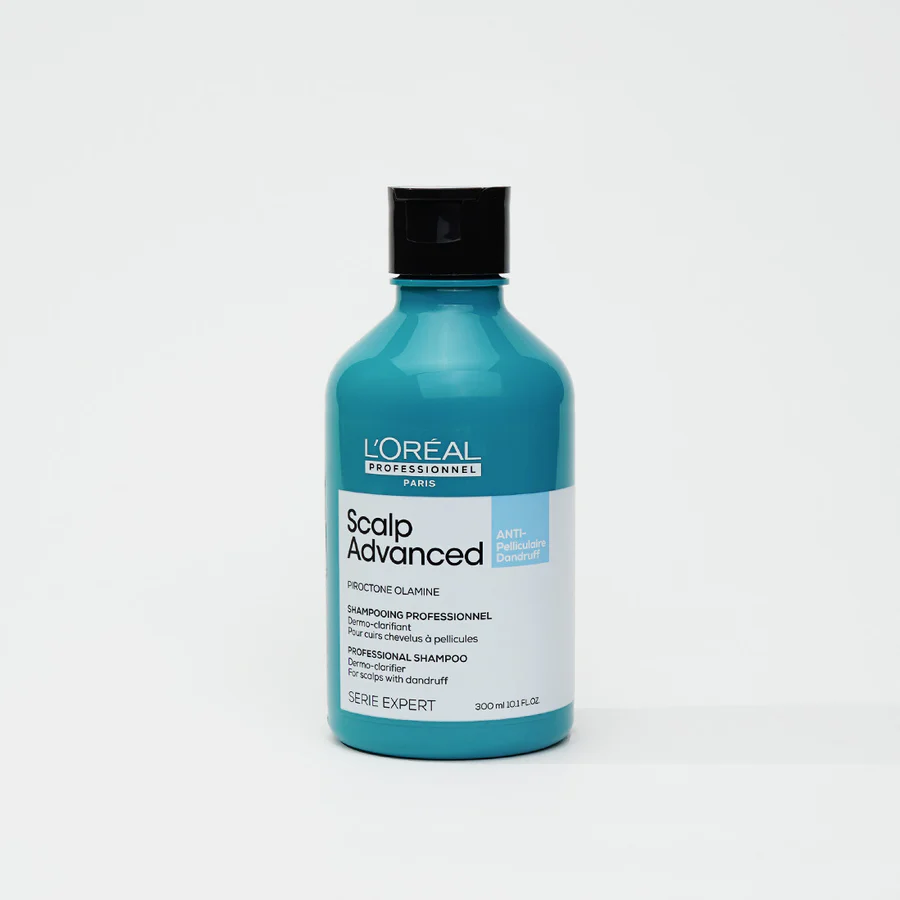 L'ORÉAL
PROFESSIONNEL
PARIS
Scalp
Advanced
ANTI-
Pelliculaire
Dandruff
PIROCTONE OLAMINE
SHAMPOOING PROFESSIONNEL
Dermo-clarifiant
Pour cuirs chevelus à pellicules
PROFESSIONAL SHAMPOO
Dermo-clarifier
For scalps with dandruff
SERIE EXPERT
300 ml 10.1 FL.OZ.